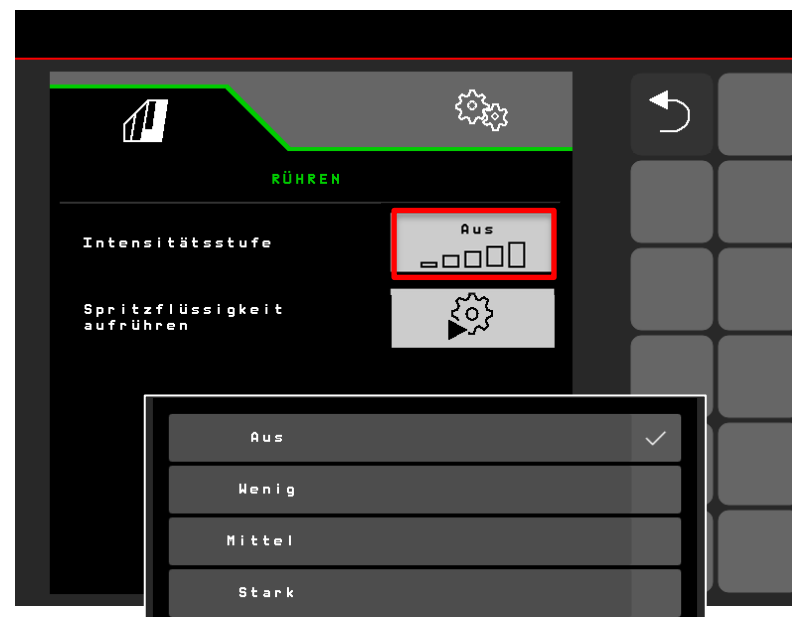 RÜHREN
Intensitätsstufe
Aus
Spritzflüssigkeit
aufrühren
Aus
Wenig
Mittel
Stark